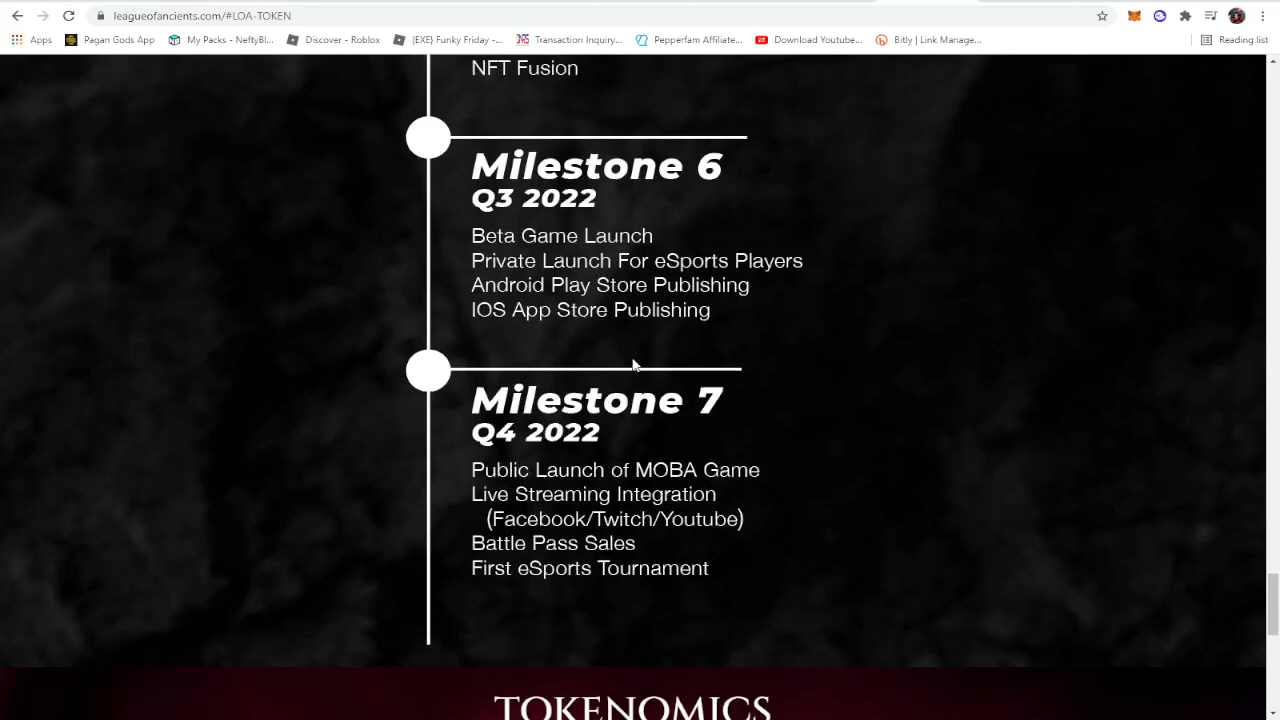 leagueofancients.com/#LOA-TOKEN
Apps
Pagan Gods App
My Packs - NeftyBl...
Discover - Roblox
{EXE} Funky Friday -...
Transaction Inquiry...
Pepperfam Affiliate...
Download Youtube...
Bitly | Link Manage...
Reading list
NFT Fusion
Milestone 6
Q3 2022
Beta Game Launch
Private Launch For eSports Players
Android Play Store Publishing
IOS App Store Publishing
Milestone 7
Q4 2022
Public Launch of MOBA Game
Live Streaming Integration
(Facebook/Twitch/Youtube)
Battle Pass Sales
First eSports Tournament
TOKENOMICS